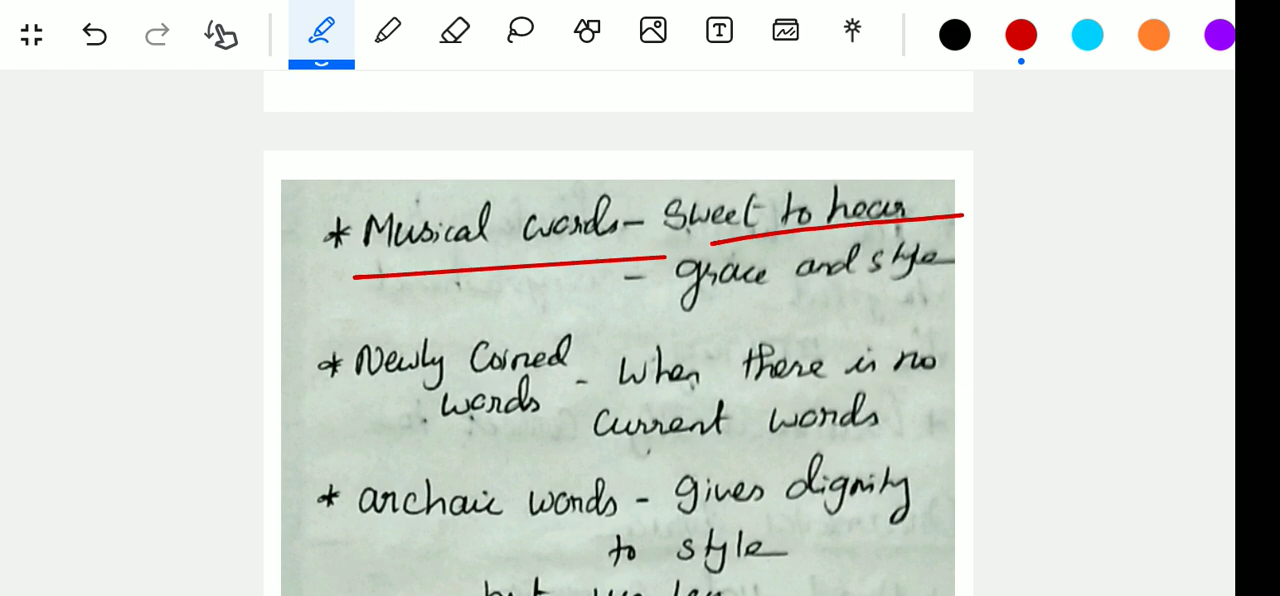 * Musical words - Sweet to hear
- grace and style
* Newly Coined - when there is no
words current words
* archaic words - gives dignity
to style
but